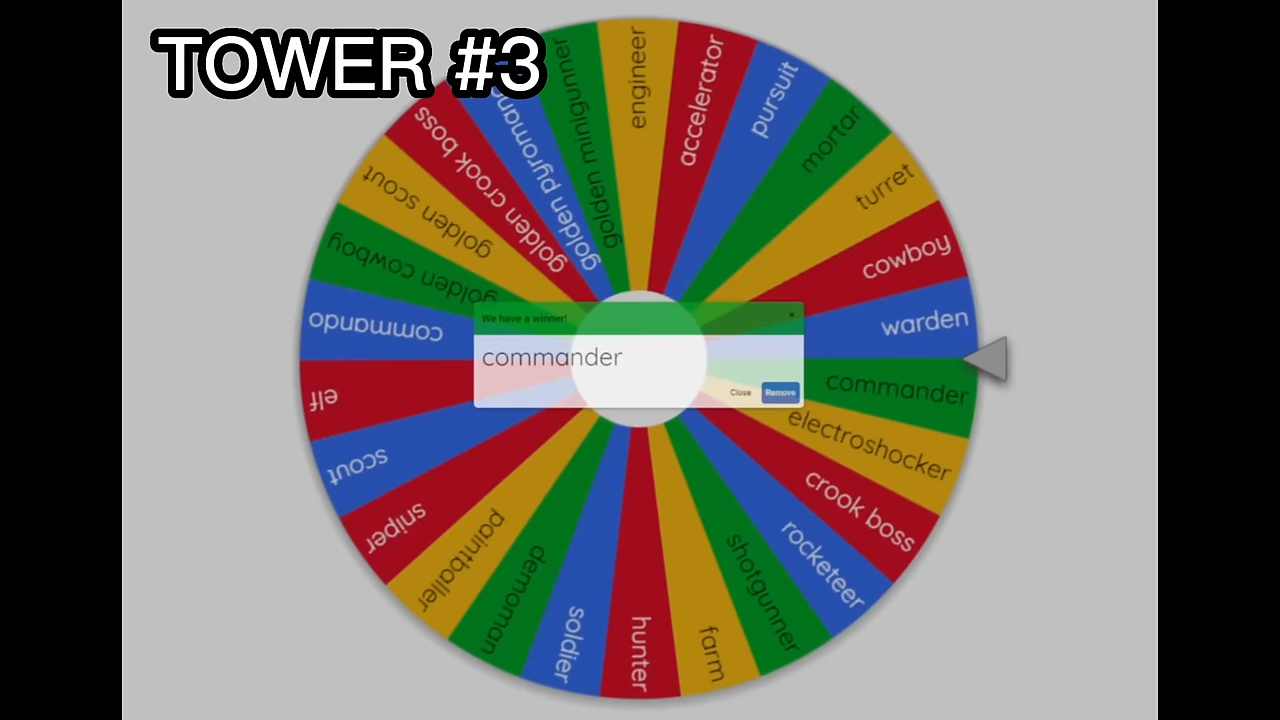 TOWER #3
engineer
accelerator
pursuit
mortar
turret
cowboy
warden
commander
electroshocker
crook boss
rocketeer
shotgunner
farm
hunter
soldier
demoman
paintballer
sniper
scout
elf
commando
golden cowboy
golden scout
golden crook boss
golden pyromanc
golden minigunner
We have a winner!
×
commander
Close
Remove